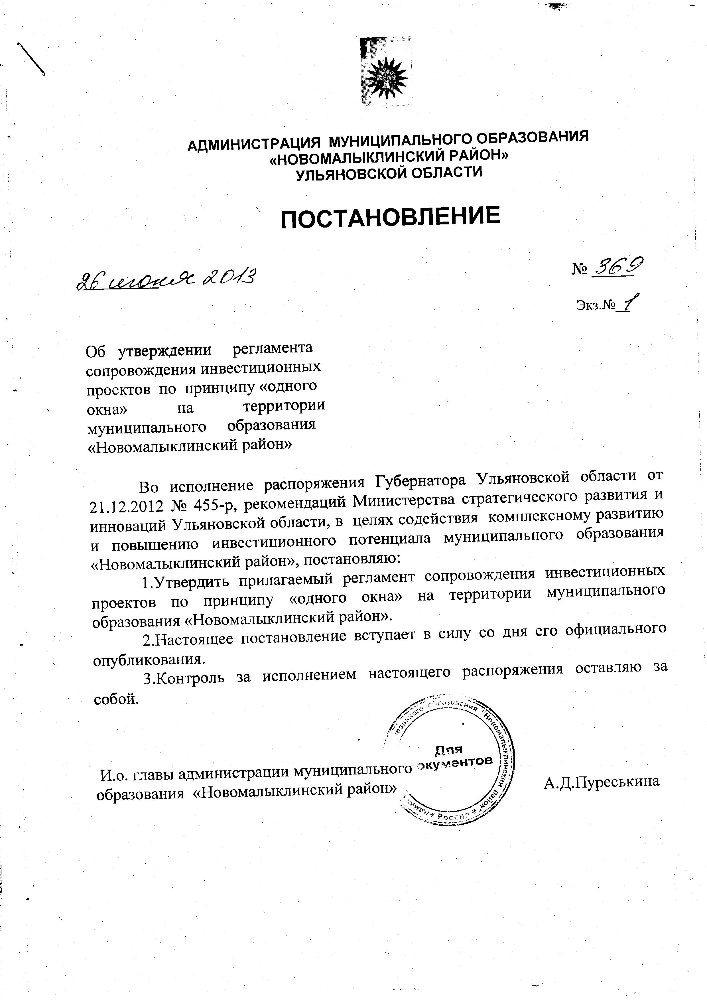 АДМИНИСТРАЦИЯ МУНИЦИПАЛЬНОГО ОБРАЗОВАНИЯ
«НОВОМАЛЫКЛИНСКИЙ РАЙОН»
УЛЬЯНОВСКОЙ ОБЛАСТИ
ПОСТАНОВЛЕНИЕ
26 июня 2013
№ 369
Экз.№ 1
Об утверждении регламента
сопровождения инвестиционных
проектов по принципу «одного
окна» на территории
муниципального образования
«Новомалыклинский район»
Во исполнение распоряжения Губернатора Ульяновской области от
21.12.2012 № 455-р, рекомендаций Министерства стратегического развития и
инноваций Ульяновской области, в целях содействия комплексному развитию
и повышению инвестиционного потенциала муниципального образования
«Новомалыклинский район», постановляю:
1.Утвердить прилагаемый регламент сопровождения инвестиционных
проектов по принципу «одного окна» на территории муниципального
образования «Новомалыклинский район».
2.Настоящее постановление вступает в силу со дня его официального
опубликования.
3.Контроль за исполнением настоящего распоряжения оставляю за
собой.
образования "Новомалыклинский район" * Россия *
Для
окументов
И.о. главы администрации муниципального
образования «Новомалыклинский район»
А.Д.Пуреськина